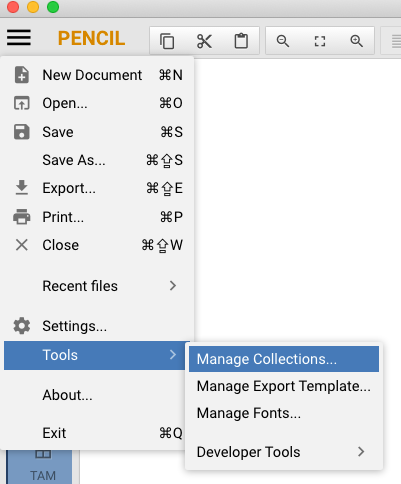 PENCIL
New Document ⌘N
Open... ⌘O
Save ⌘S
Save As... ⌘⇧S
Export... ⌘⇧E
Print... ⌘P
Close ⌘⇧W
Recent files
Settings...
Tools
Manage Collections...
Manage Export Template...
About...
Manage Fonts...
Exit ⌘Q
Developer Tools
TAM